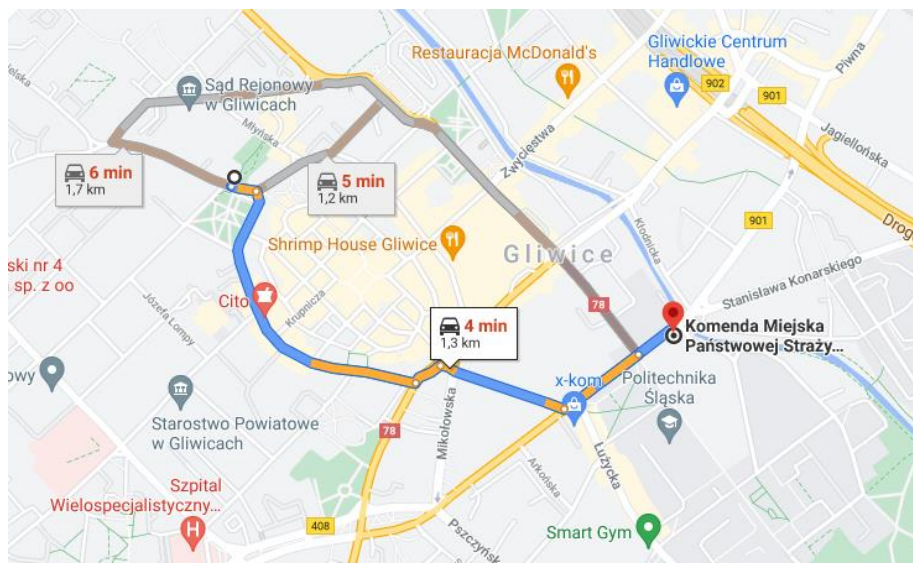 Restauracja McDonald's
Gliwickie Centrum
Handlowe
Piwna
902
901
901
Jagiellońska
Sąd Rejonowy
w Gliwicach
Młyńska
Zwycięstwa
6 min
1,7 km
5 min
1,2 km
Kłodnicka
901
Drog
Shrimp House Gliwice
Gliwice
Stanisława Konarskiego
ski nr 4
sp. z oo
Cito
Krupnicza
Józefa Lompy
78
4 min
1,3 km
Komenda Miejska
Państwowej Straży...
x-kom
Politechnika
Śląska
owy
Starostwo Powiatowe
w Gliwicach
78
Mikołowska
Łużycka
Arkońska
Szpital
Wielospecjalistyczny...
H
408
Pszczyńsk
Smart Gym